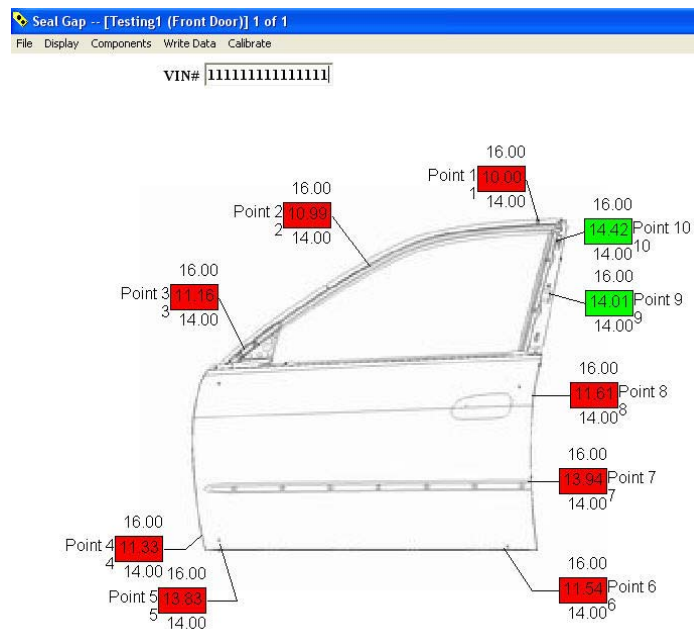 Seal Gap -- [Testing1 (Front Door)] 1 of 1
File Display Components Write Data Calibrate
VIN# 111111111111111
16.00
Point 1 10.00
1
14.00
16.00
Point 2 10.99
2
14.00
16.00
Point 3 11.16
3
14.00
16.00
Point 4 11.33
4
14.00
16.00
Point 5 13.83
5
14.00
16.00
14.42 Point 10
10
14.00
16.00
14.01 Point 9
9
14.00
16.00
11.61 Point 8
8
14.00
16.00
13.94 Point 7
7
14.00
16.00
11.54 Point 6
6
14.00